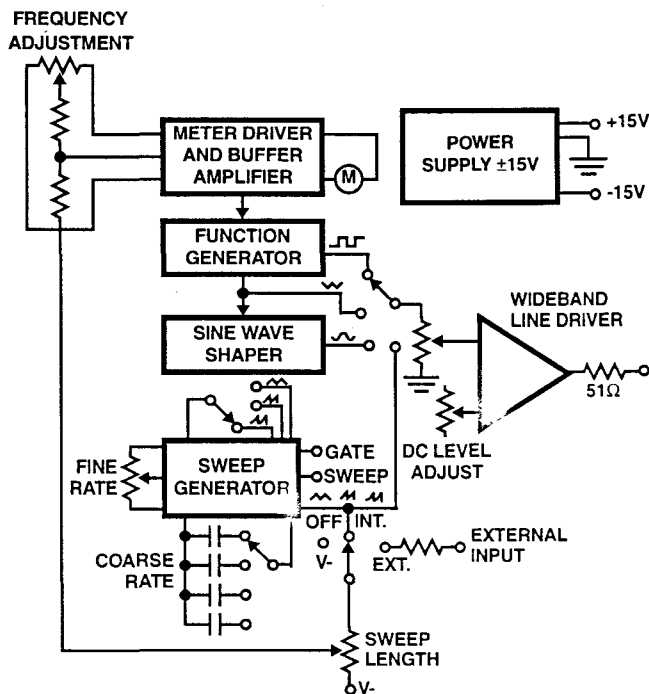 FREQUENCY
ADJUSTMENT
METER DRIVER
AND BUFFER
AMPLIFIER
M
POWER
SUPPLY ±15V
+15V
-15V
FUNCTION
GENERATOR
SINE WAVE
SHAPER
WIDEBAND
LINE DRIVER
51Ω
DC LEVEL
ADJUST
FINE
RATE
SWEEP
GENERATOR
GATE
SWEEP
OFF
INT.
V-
EXT.
EXTERNAL
INPUT
COARSE
RATE
SWEEP
LENGTH
V-